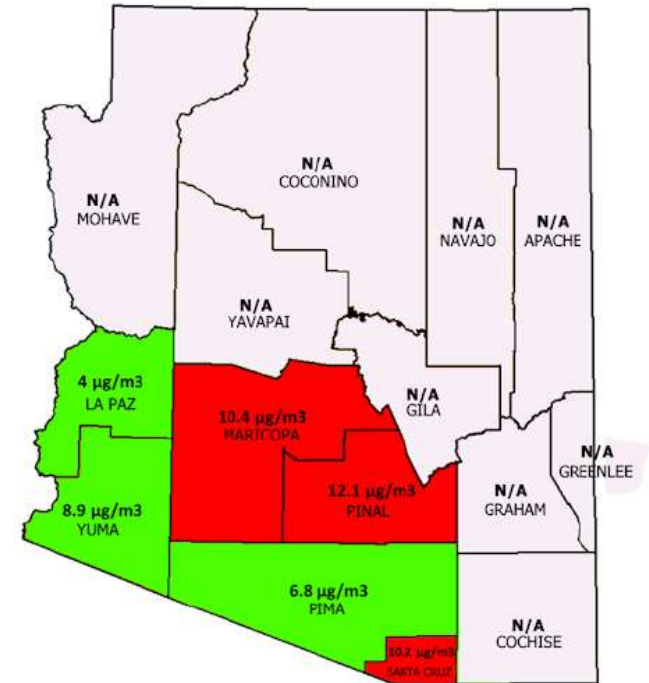 N/A
COCONINO
N/A
MOHAVE
N/A
NAVAJO
N/A
APACHE
N/A
YAVAPAI
4 µg/m3
LA PAZ
N/A
GILA
10.4 µg/m3
MARICOPA
N/A
GREENLEE
12.1 µg/m3
PINAL
N/A
GRAHAM
8.9 µg/m3
YUMA
6.8 µg/m3
PIMA
N/A
COCHISE
10.2 µg/m3
SANTA CRUZ